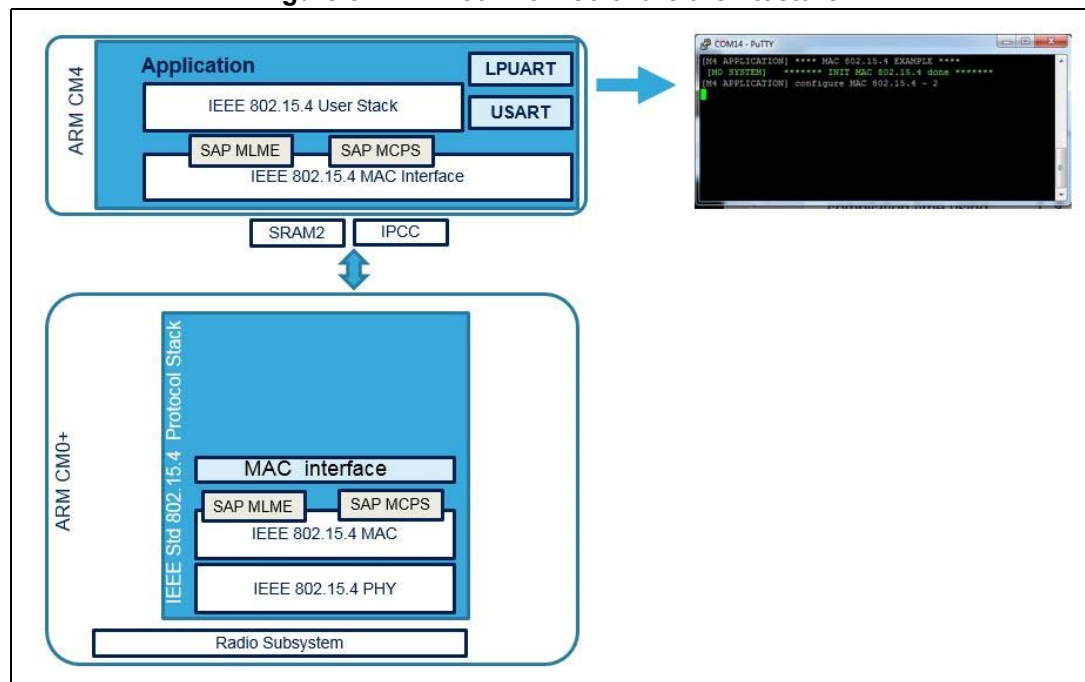 ARM CM4
Application
LPUART
IEEE 802.15.4 User Stack
USART
SAP MLME
SAP MCPS
IEEE 802.15.4 MAC Interface
SRAM2
IPCC
COM14 - PuTTY
[M4 APPLICATION] **** MAC 802.15.4 EXAMPLE ****
[M0 SYSTEM] ******* INIT MAC 802.15.4 done *******
[M4 APPLICATION] configure MAC 802.15.4 - 2
ARM CM0+
IEEE Std 802.15.4 Protocol Stack
MAC interface
SAP MLME
SAP MCPS
IEEE 802.15.4 MAC
IEEE 802.15.4 PHY
Radio Subsystem